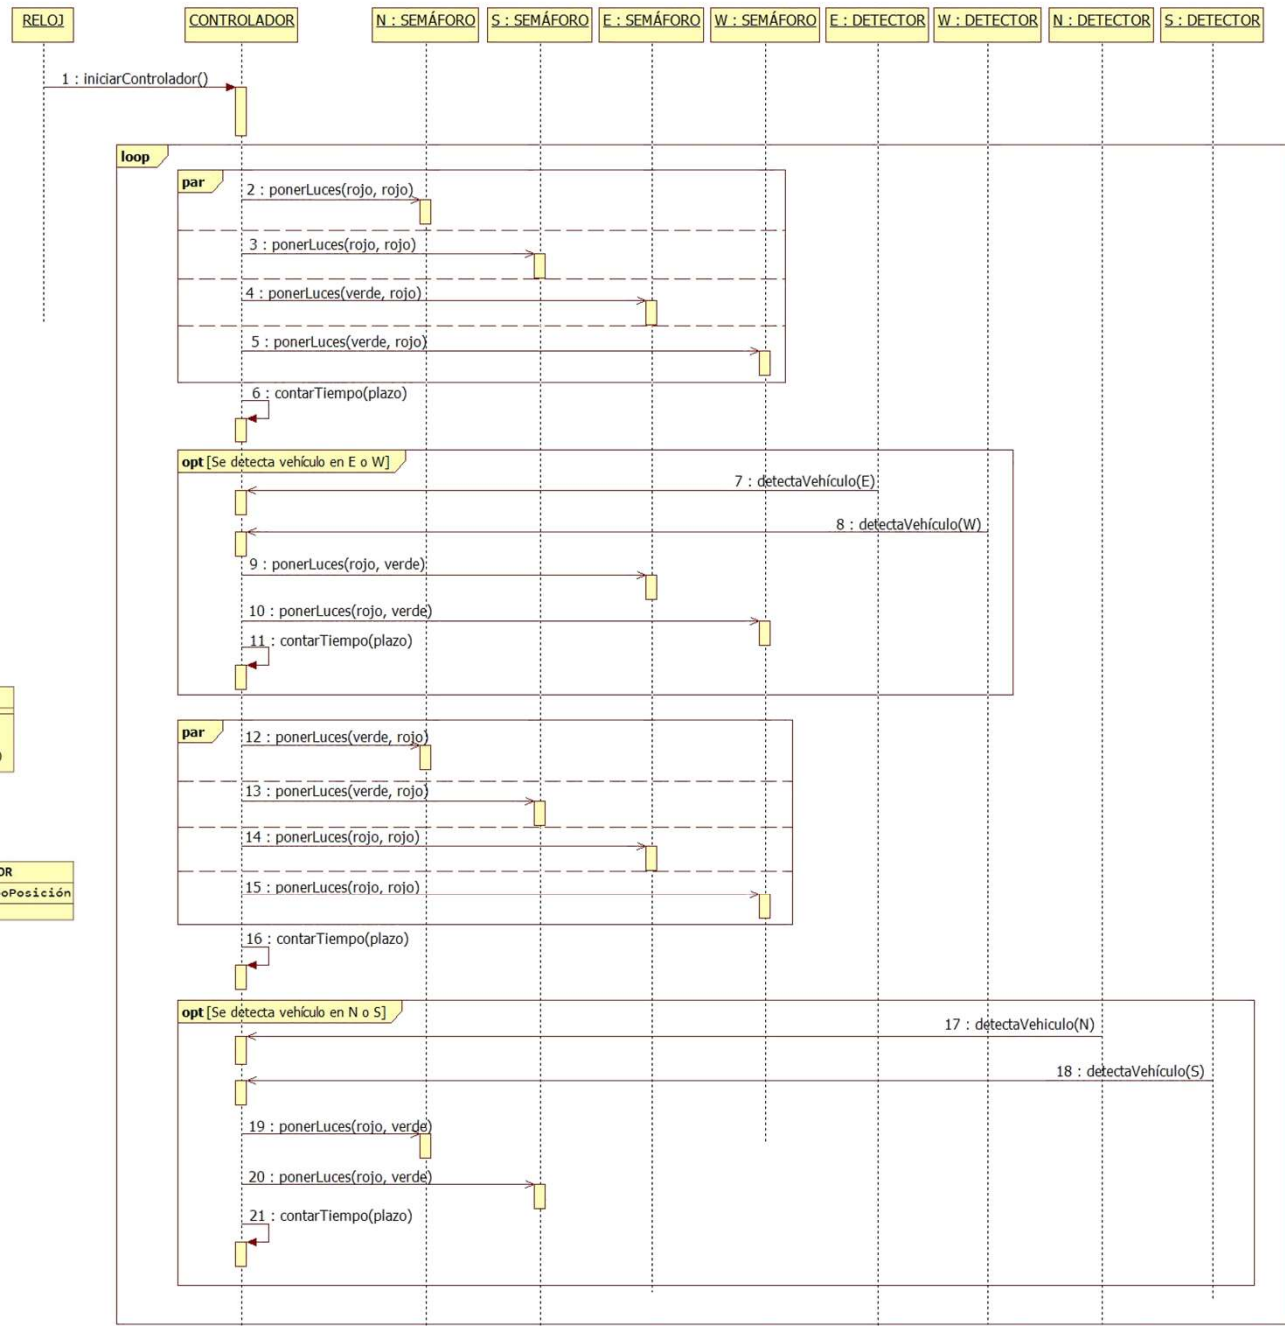 RELOJ
CONTROLADOR
N : SEMÁFORO
S : SEMÁFORO
E : SEMÁFORO
W : SEMÁFORO
E : DETECTOR
W : DETECTOR
N : DETECTOR
S : DETECTOR
1 : iniciarControlador()
loop
par
2 : ponerLuces(rojo, rojo)
3 : ponerLuces(rojo, rojo)
4 : ponerLuces(verde, rojo)
5 : ponerLuces(verde, rojo)
6 : contarTiempo(plazo)
opt [Se detecta vehículo en E o W]
7 : detectaVehículo(E)
8 : detectaVehículo(W)
9 : ponerLuces(rojo, verde)
10 : ponerLuces(rojo, verde)
11 : contarTiempo(plazo)
par
12 : ponerLuces(verde, rojo)
)
13 : ponerLuces(verde, rojo)
14 : ponerLuces(rojo, rojo)
OR
oPosición
15 : ponerLuces(rojo, rojo)
16 : contarTiempo(plazo)
opt [Se detecta vehículo en N o S]
17 : detectaVehiculo(N)
18 : detectaVehículo(S)
19 : ponerLuces(rojo, verde)
20 : ponerLuces(rojo, verde)
21 : contarTiempo(plazo)